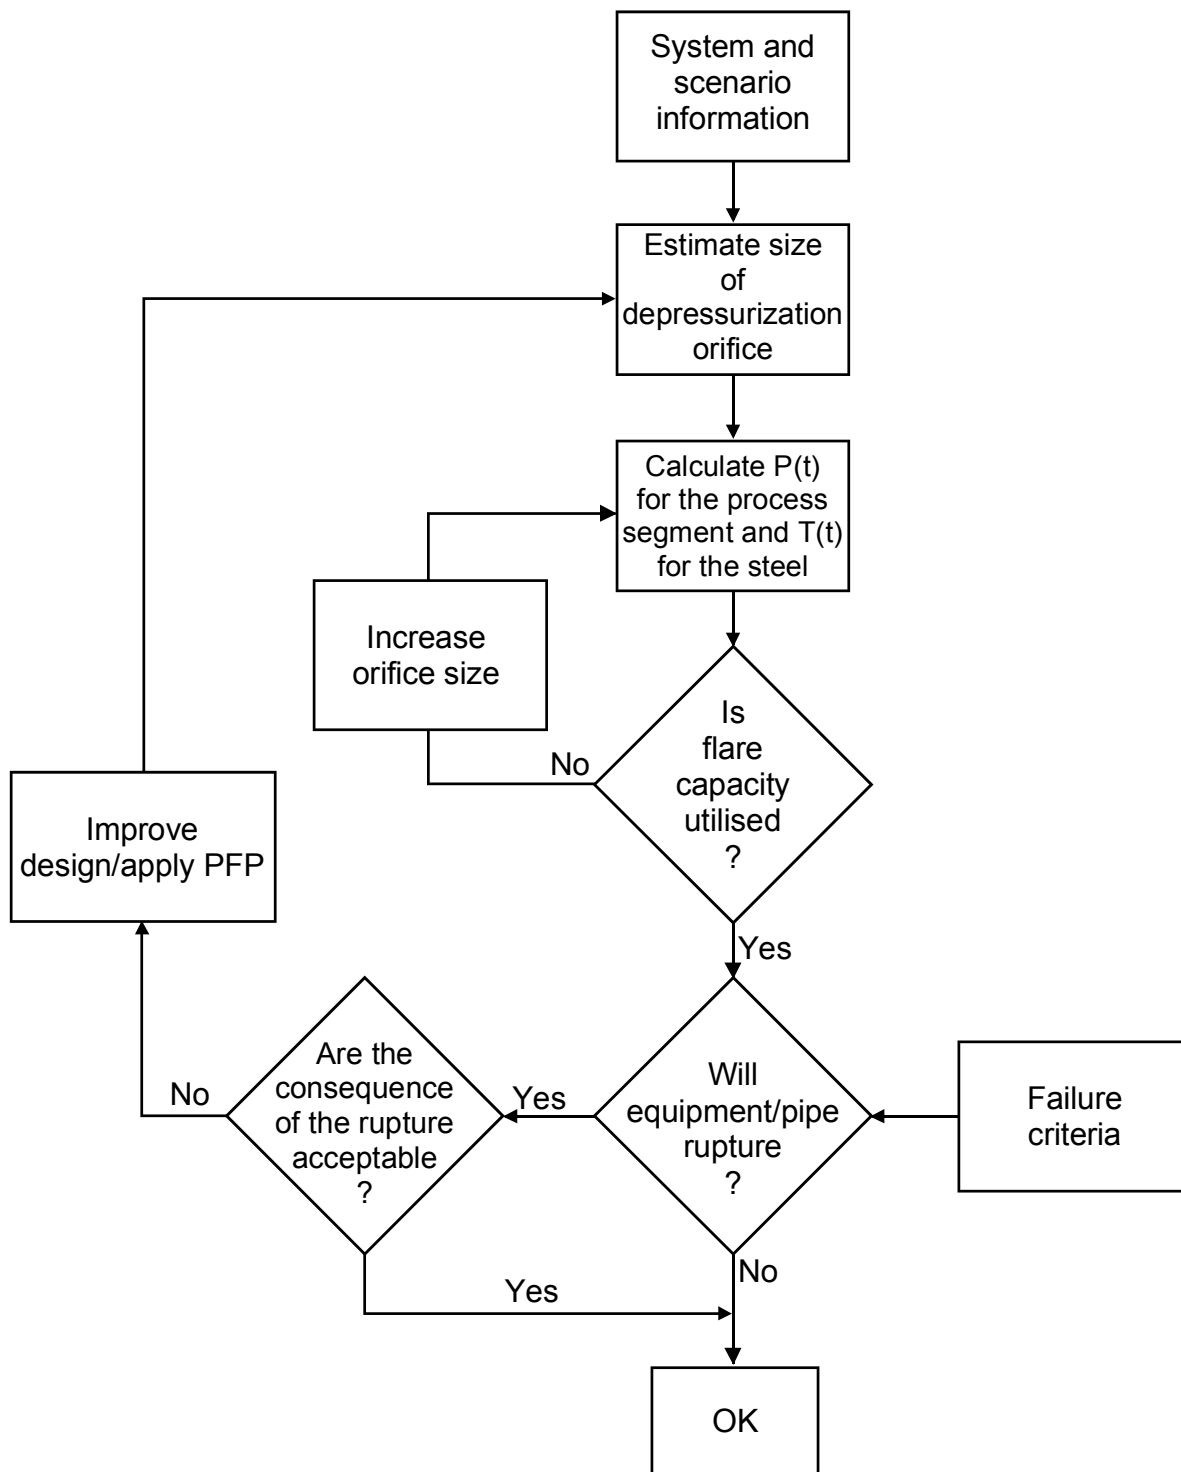 System and
scenario
information
Estimate size
of
depressurization
orifice
Calculate P(t)
for the process
segment and T(t)
for the steel
Increase
orifice size
Is
flare
capacity
utilised
?
No
Improve
design/apply PFP
Yes
Are the
consequence
of the rupture
acceptable
?
No
Yes
Will
equipment/pipe
rupture
?
Failure
criteria
No
Yes
OK